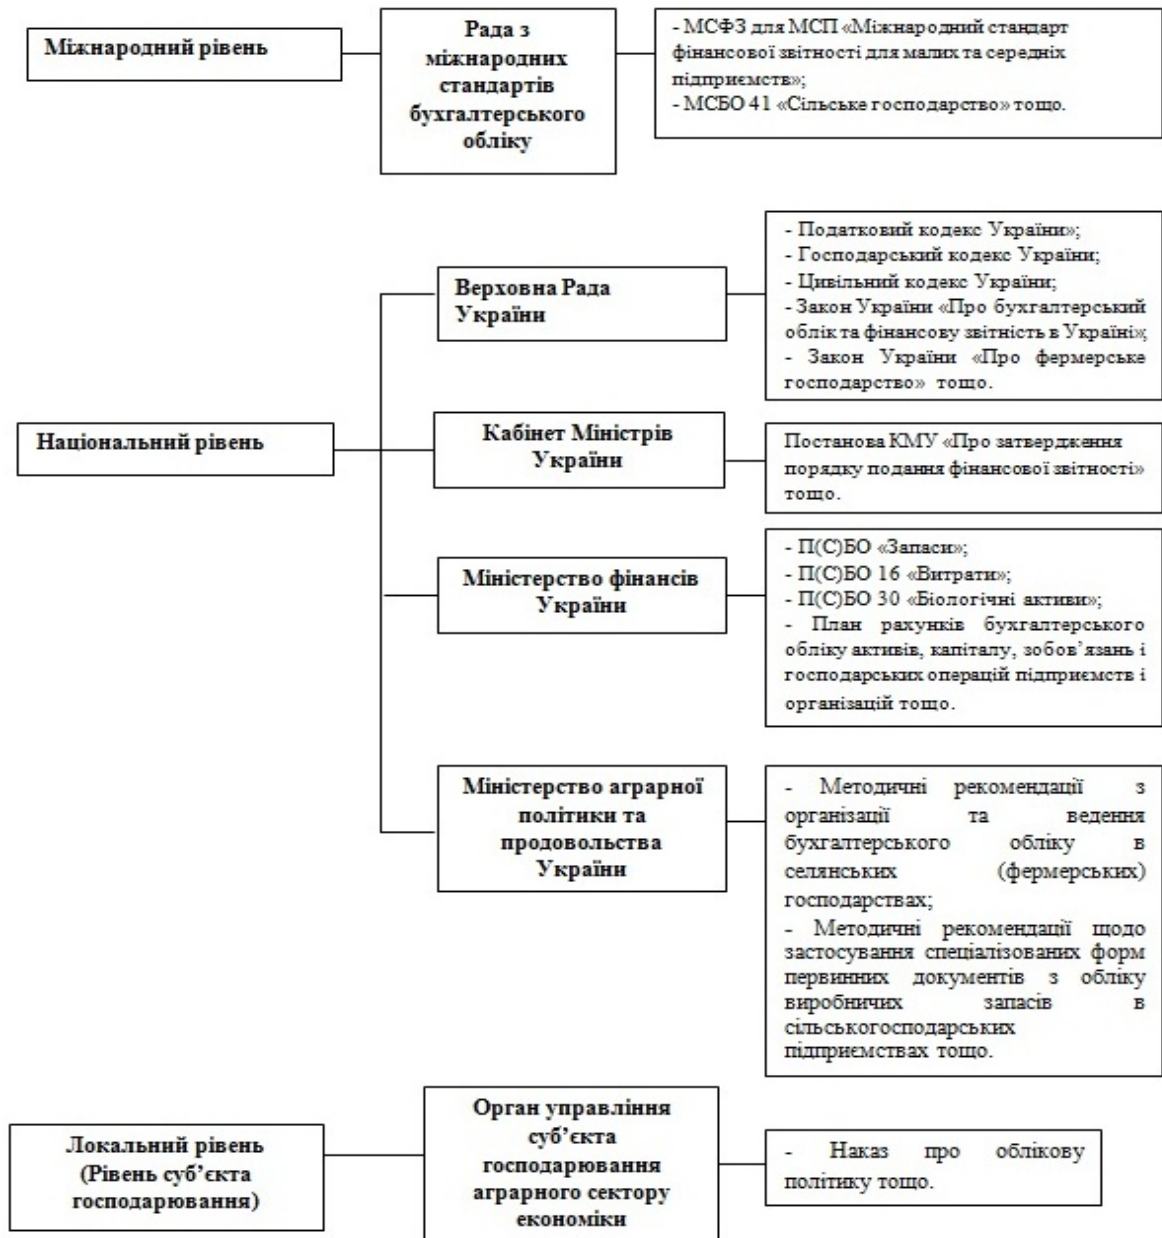 Міжнародний рівень
Рада з
міжнародних
стандартів
бухгалтерського
обліку
- МСФЗ для МСП «Міжнародний стандарт
фінансової звітності для малих та середніх
підприємств»;
- МСБО 41 «Сільське господарство» тощо.
Національний рівень
Верховна Рада
України
- Податковий кодекс України»;
- Господарський кодекс України;
- Цивільний кодекс України;
- Закон України «Про бухгалтерський
облік та фінансову звітність в Україні»;
- Закон України «Про фермерське
господарство» тощо.
Кабінет Міністрів
України
Постанова КМУ «Про затвердження
порядку подання фінансової звітності»
тощо.
Міністерство фінансів
України
- П(С)БО «Запаси»;
- П(С)БО 16 «Витрати»;
- П(С)БО 30 «Біологічні активи»;
- План рахунків бухгалтерського
обліку активів, капіталу, зобов’язань і
господарських операцій підприємств і
організацій тощо.
Міністерство аграрної
політики та
продовольства
України
- Методичні рекомендації з
організації та ведення
бухгалтерського обліку в
селянських (фермерських)
господарствах;
- Методичні рекомендації щодо
застосування спеціалізованих форм
первинних документів з обліку
виробничих запасів в
сільськогосподарських
підприємствах тощо.
Локальний рівень
(Рівень суб’єкта
господарювання)
Орган управління
суб’єкта
господарювання
аграрного сектору
економіки
- Наказ про облікову
політику тощо.